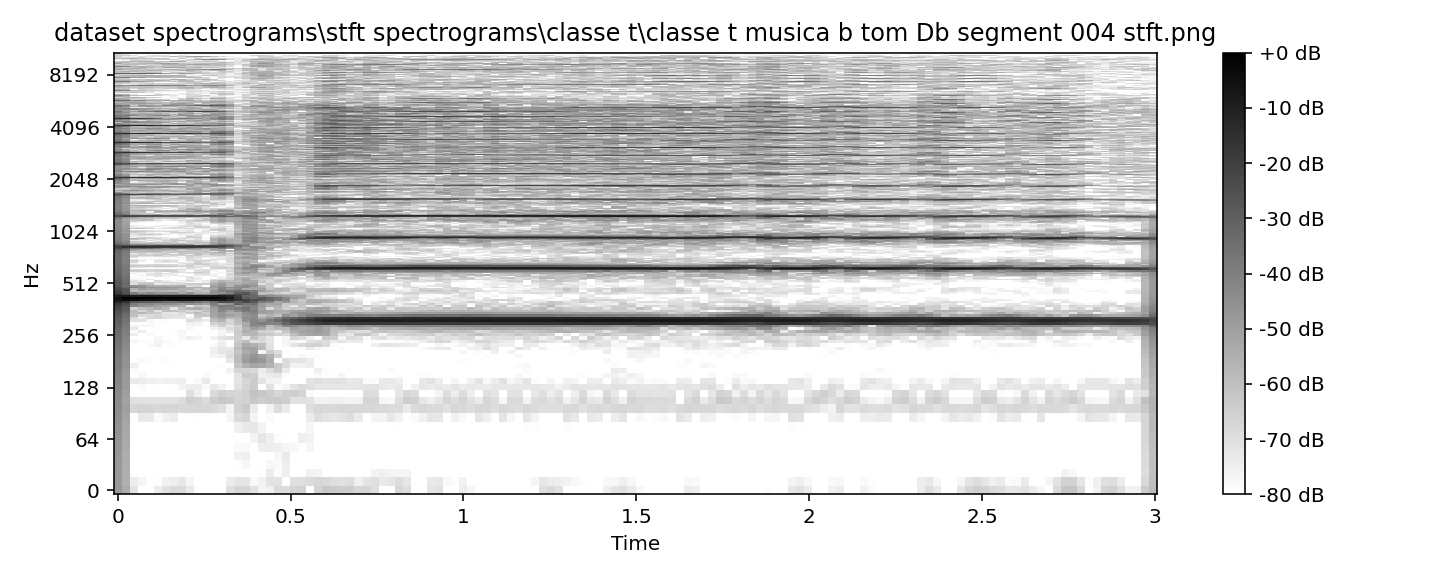 dataset spectrograms\stft spectrograms\classe t\classe t musica b tom Db segment 004 stft.png
8192
4096
2048
1024
512
256
128
64
0
Hz
0
0.5
1
1.5
2
2.5
3
Time
+0 dB
-10 dB
-20 dB
-30 dB
-40 dB
-50 dB
-60 dB
-70 dB
-80 dB